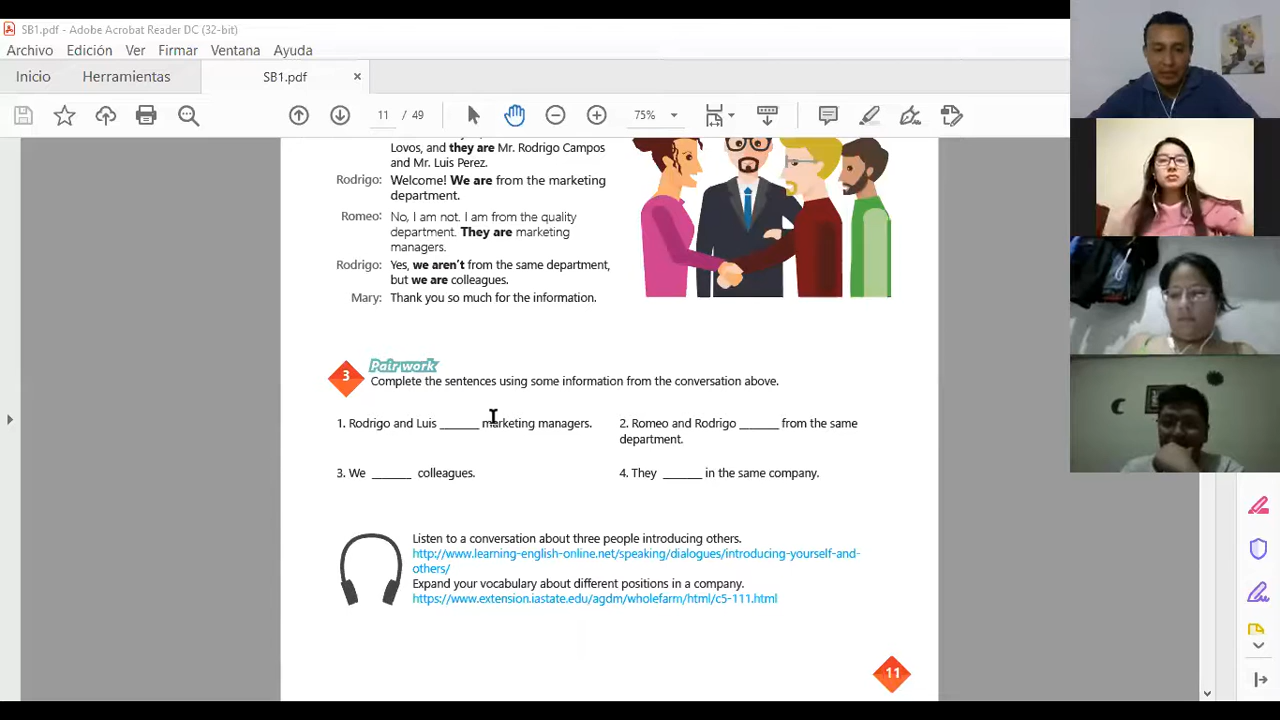 SB1.pdf - Adobe Acrobat Reader DC (32-bit)
Archivo Edición Ver Firmar Ventana Ayuda
Inicio Herramientas SB1.pdf ×
11 / 49 75%
Lovos, and they are Mr. Rodrigo Campos
and Mr. Luis Perez.
Rodrigo: Welcome! We are from the marketing
department.
Romeo: No, I am not. I am from the quality
department. They are marketing
managers.
Rodrigo: Yes, we aren't from the same department,
but we are colleagues.
Mary: Thank you so much for the information.
3 Pair work
Complete the sentences using some information from the conversation above.
1. Rodrigo and Luis ______ marketing managers.
2. Romeo and Rodrigo ______ from the same
department.
3. We ______ colleagues.
4. They ______ in the same company.
Listen to a conversation about three people introducing others.
http://www.learning-english-online.net/speaking/dialogues/introducing-yourself-and-
others/
Expand your vocabulary about different positions in a company.
https://www.extension.iastate.edu/agdm/wholefarm/html/c5-111.html
11